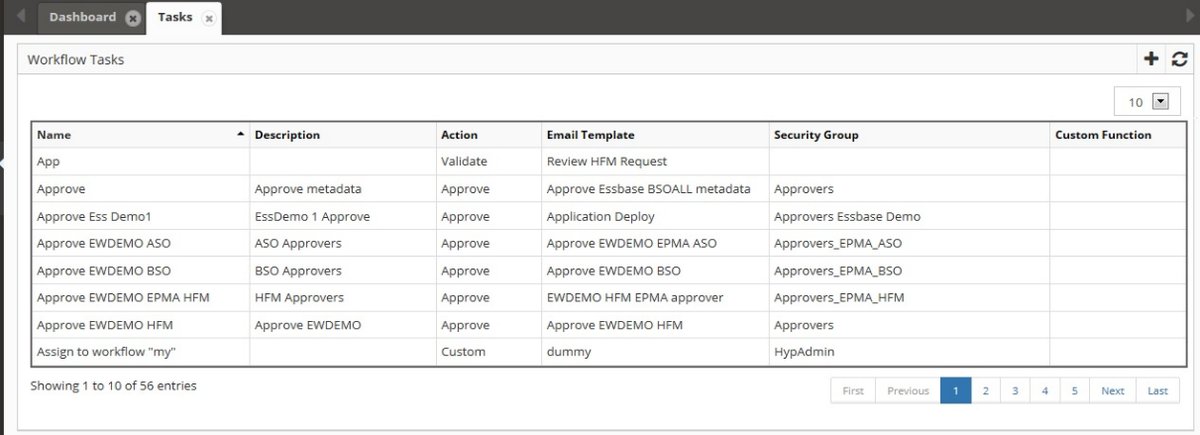 Dashboard Tasks
Workflow Tasks
10
Name Description Action Email Template Security Group Custom Function
App Validate Review HFM Request
Approve Approve metadata Approve Approve Essbase BSOALL metadata Approvers
Approve Ess Demo1 EssDemo 1 Approve Approve Application Deploy Approvers Essbase Demo
Approve EWDEMO ASO ASO Approvers Approve Approve EWDEMO EPMA ASO Approvers_EPMA_ASO
Approve EWDEMO BSO BSO Approvers Approve Approve EWDEMO BSO Approvers_EPMA_BSO
Approve EWDEMO EPMA HFM HFM Approvers Approve EWDEMO HFM EPMA approver Approvers_EPMA_HFM
Approve EWDEMO HFM Approve EWDEMO Approve Approve EWDEMO HFM Approvers
Assign to workflow "my" Custom dummy HypAdmin
Showing 1 to 10 of 56 entries First Previous 1 2 3 4 5 Next Last